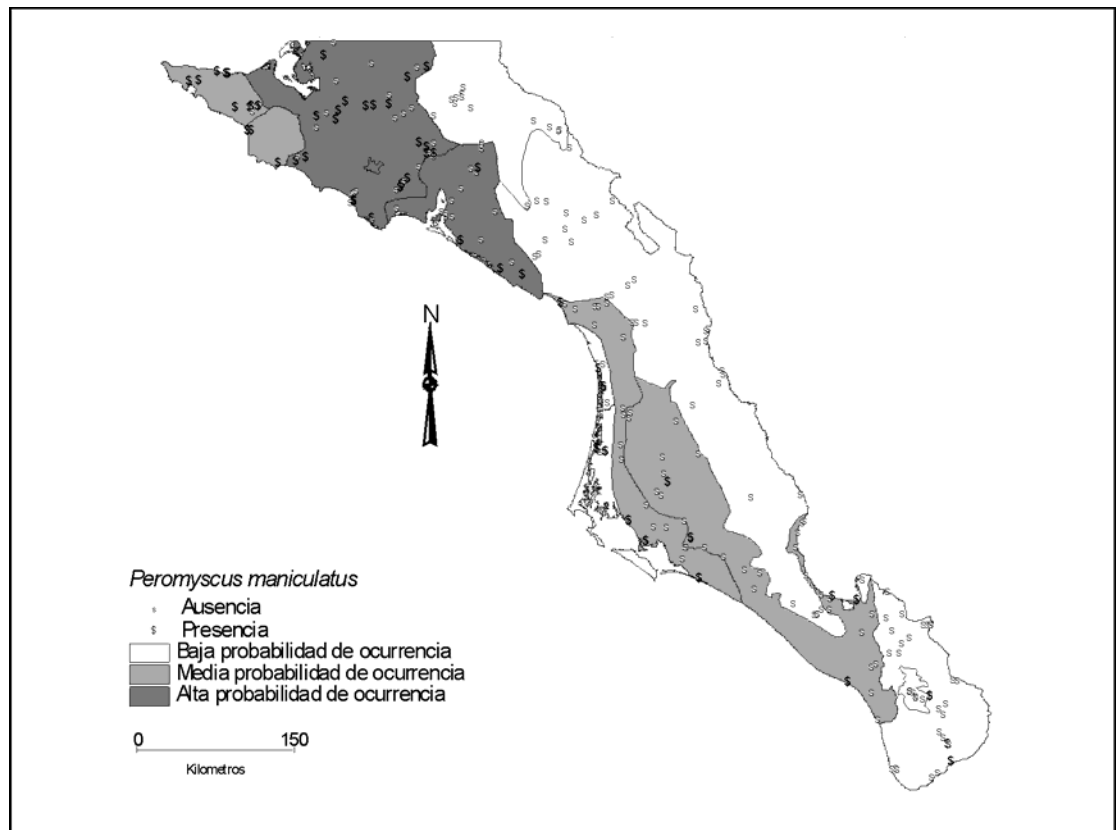 N
Peromyscus maniculatus
s Ausencia
$ Presencia
Baja probabilidad de ocurrencia
Media probabilidad de ocurrencia
Alta probabilidad de ocurrencia
0 150
Kilometros